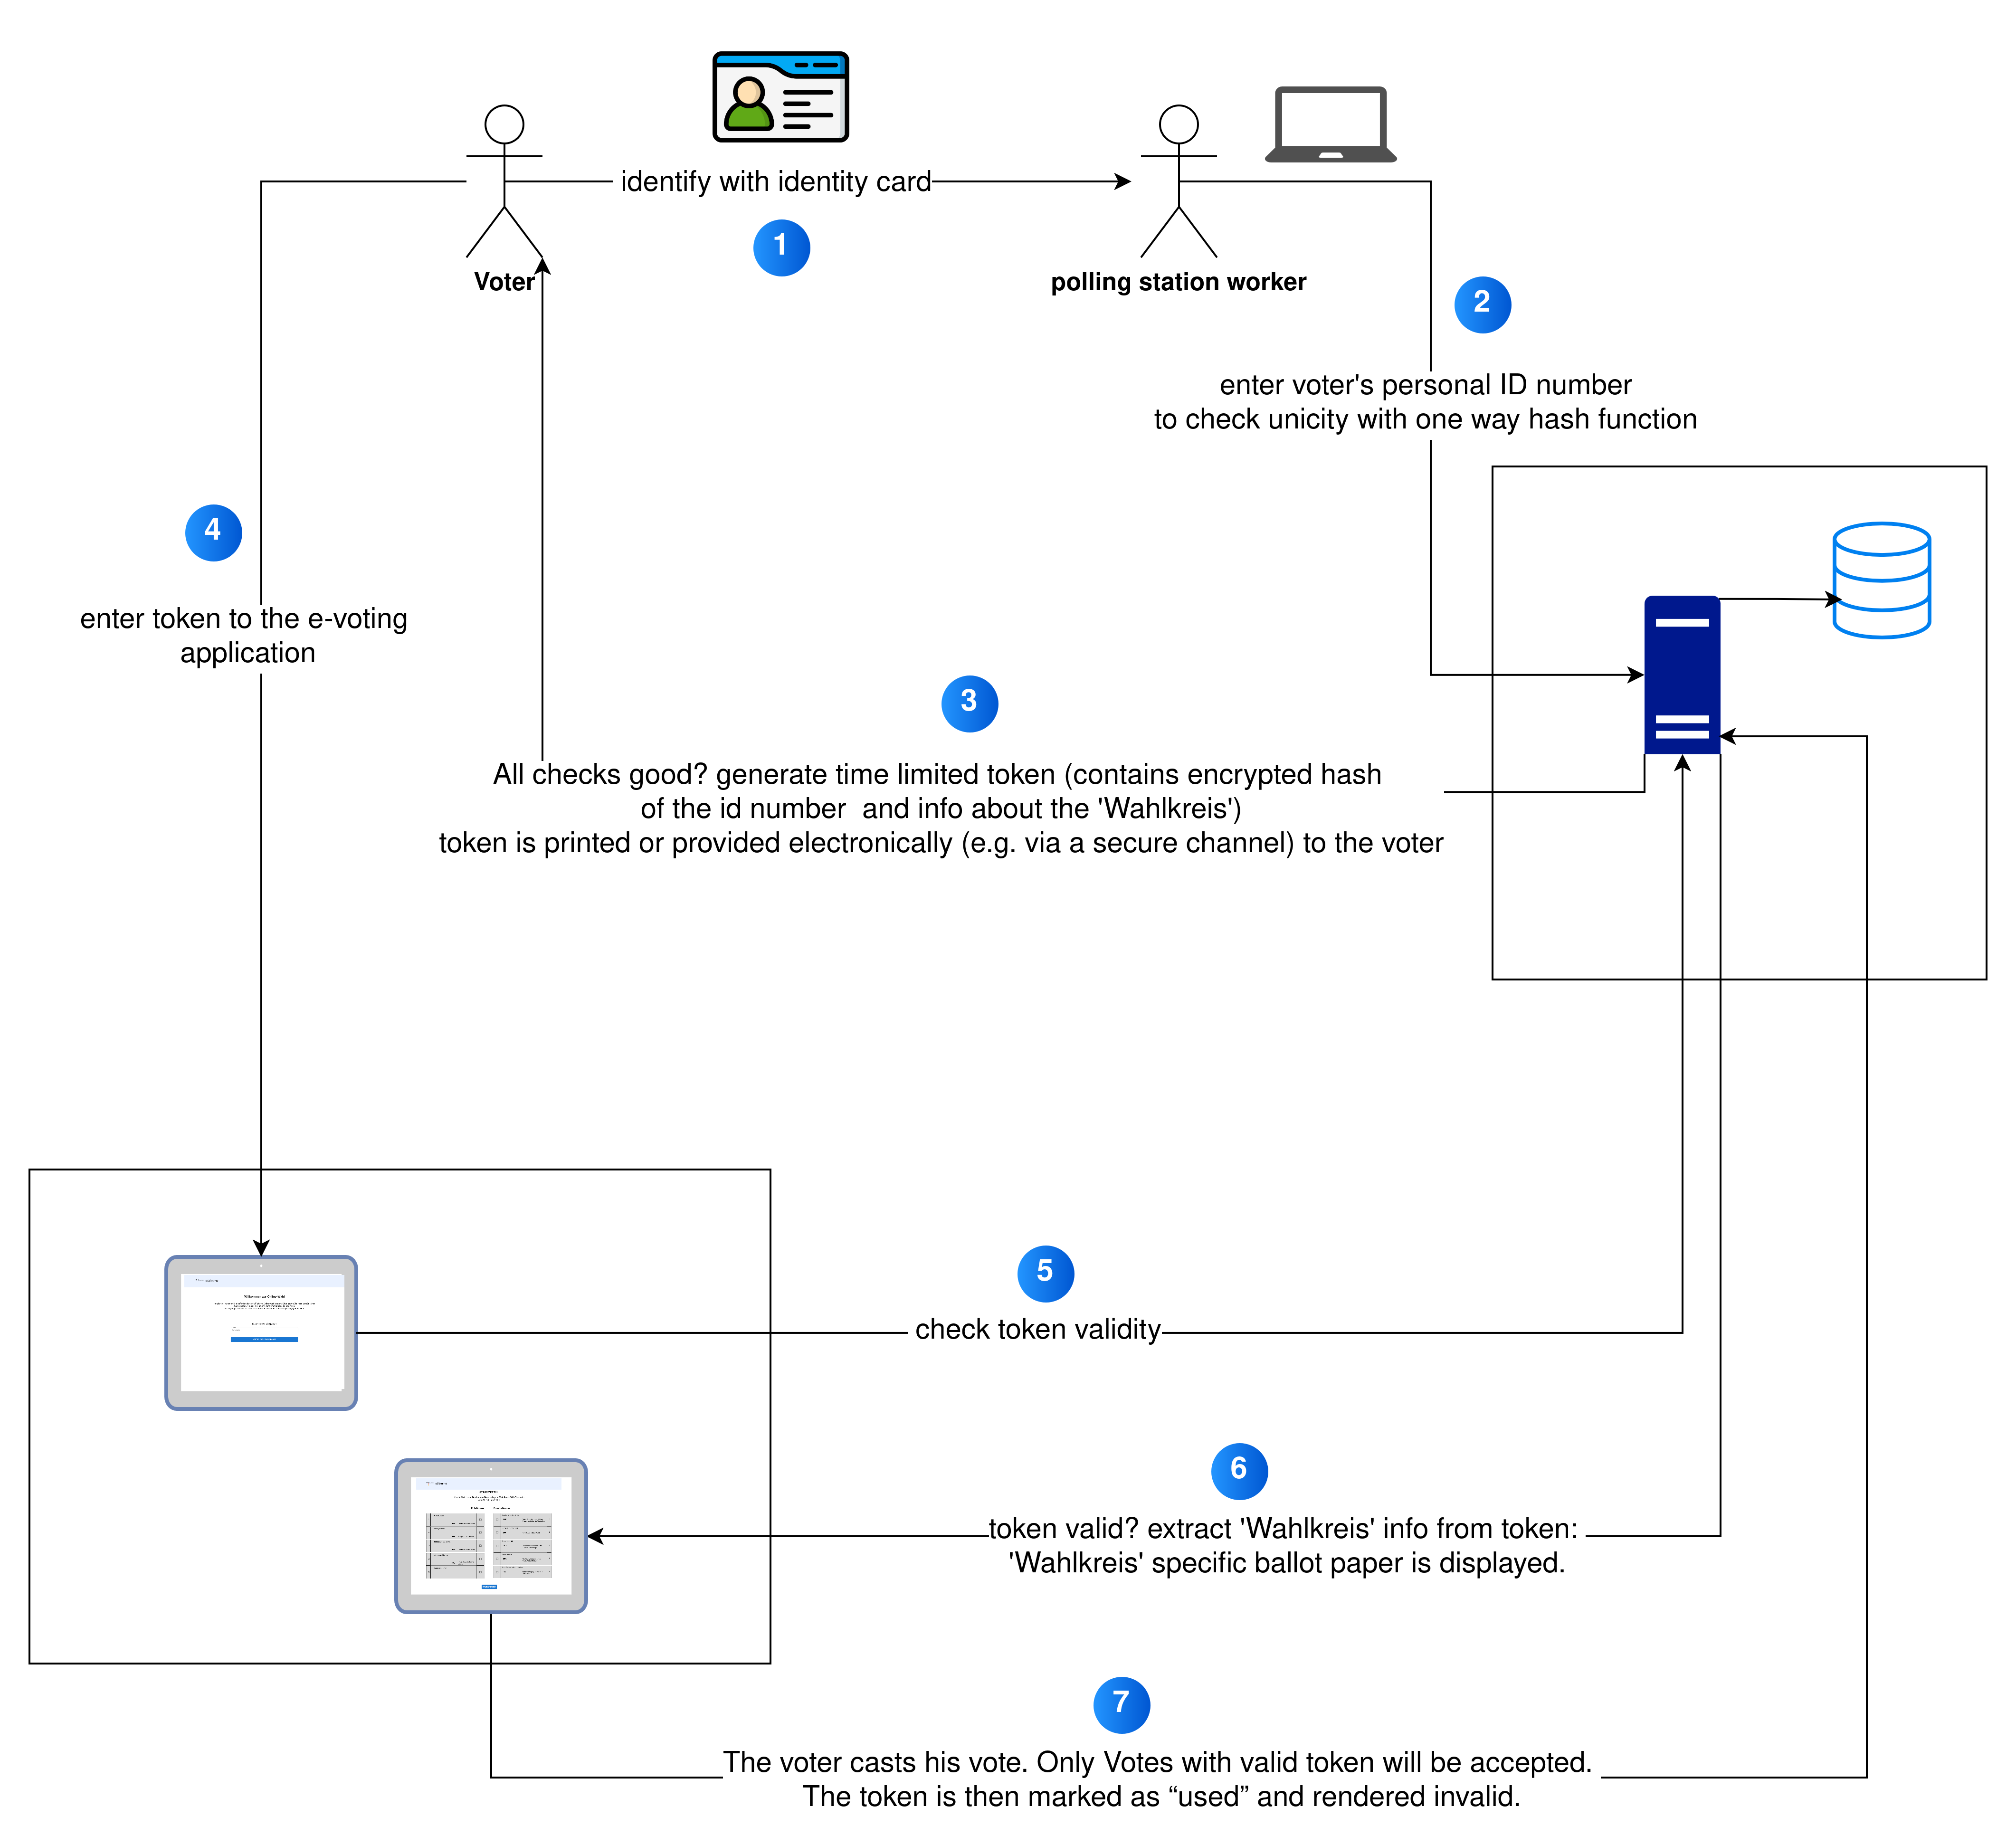 identify with identity card
1
Voter
polling station worker
2
enter voter's personal ID number
to check unicity with one way hash function
4
enter token to the e-voting
application
3
All checks good? generate time limited token (contains encrypted hash
of the id number  and info about the 'Wahlkreis')
token is printed or provided electronically (e.g. via a secure channel) to the voter
5
check token validity
6
token valid? extract 'Wahlkreis' info from token:
'Wahlkreis' specific ballot paper is displayed.
7
The voter casts his vote. Only Votes with valid token will be accepted.
The token is then marked as “used” and rendered invalid.